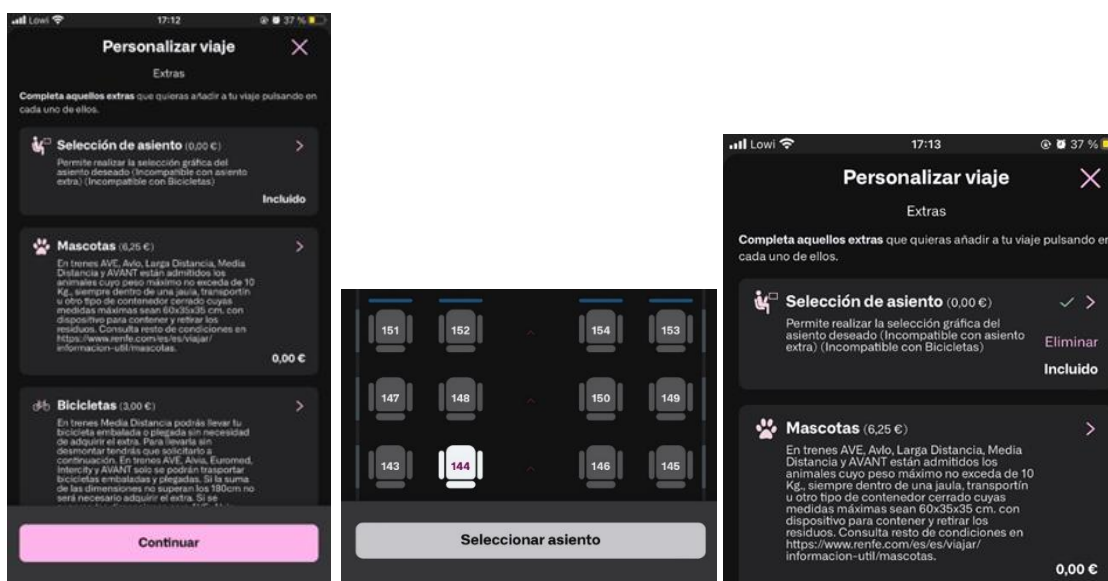 Lowi 17:12 37 %
Personalizar viaje
Extras
Completa aquellos extras que quieras añadir a tu viaje pulsando en
cada uno de ellos.
Selección de asiento (0,00 €)
Permite realizar la selección gráfica del
asiento deseado (Incompatible con asiento
extra) (Incompatible con Bicicletas)
Incluido
Mascotas (6,25 €)
En trenes AVE, Avlo, Larga Distancia, Media
Distancia y AVANT están admitidos los
animales cuyo peso máximo no exceda de 10
Kg., siempre dentro de una jaula, transportín
u otro tipo de contenedor cerrado cuyas
medidas máximas sean 60x35x35 cm. con
dispositivo para contener y retirar los
residuos. Consulta resto de condiciones en
https://www.renfe.com/es/es/viajar/
informacion-util/mascotas.
0,00 €
Bicicletas (3,00 €)
En trenes Media Distancia podrás llevar tu
bicicleta embalada o plegada sin necesidad
de adquirir el extra. Para llevarla sin
desmontar tendrás que solicitarlo a
continuación. En trenes AVE, Alvia, Euromed,
Intercity y AVANT solo se podrán trasportar
bicicletas embaladas y plegadas. Si la suma
de las dimensiones no superan los 180cm no
será necesario adquirir el extra. Si se
Continuar
151 152 154 153
147 148 150 149
143 144 146 145
Seleccionar asiento
Lowi 17:13 37 %
Personalizar viaje
Extras
Completa aquellos extras que quieras añadir a tu viaje pulsando en
cada uno de ellos.
Selección de asiento (0,00 €)
Permite realizar la selección gráfica del
asiento deseado (Incompatible con asiento
extra) (Incompatible con Bicicletas)
Eliminar
Incluido
Mascotas (6,25 €)
En trenes AVE, Avlo, Larga Distancia, Media
Distancia y AVANT están admitidos los
animales cuyo peso máximo no exceda de 10
Kg., siempre dentro de una jaula, transportín
u otro tipo de contenedor cerrado cuyas
medidas máximas sean 60x35x35 cm. con
dispositivo para contener y retirar los
residuos. Consulta resto de condiciones en
https://www.renfe.com/es/es/viajar/
informacion-util/mascotas.
0,00 €